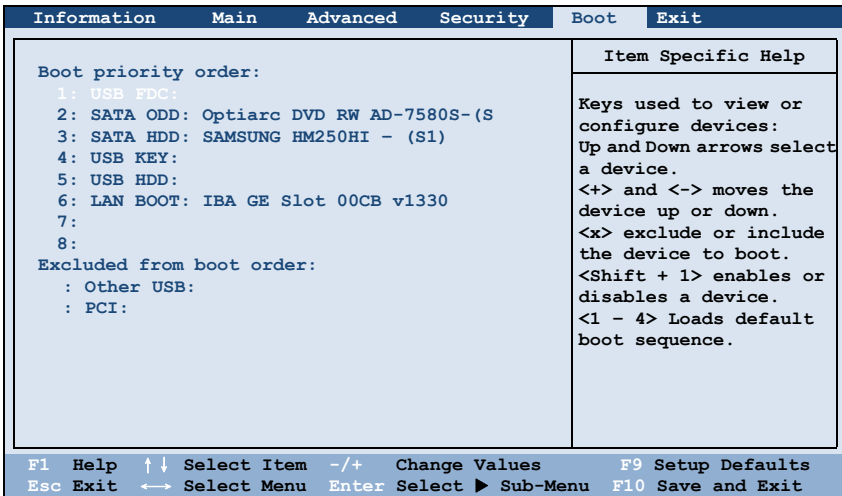 Information Main Advanced Security Boot Exit
Boot priority order:
1: USB FDC:
2: SATA ODD: Optiarc DVD RW AD-7580S-(S
3: SATA HDD: SAMSUNG HM250HI – (S1)
4: USB KEY:
5: USB HDD:
6: LAN BOOT: IBA GE Slot 00CB v1330
7:
8:
Excluded from boot order:
: Other USB:
: PCI:
Item Specific Help
Keys used to view or
configure devices:
Up and Down arrows select
a device.
<+> and <-> moves the
device up or down.
<x> exclude or include
the device to boot.
<Shift + 1> enables or
disables a device.
<1 – 4> Loads default
boot sequence.
F1 Help ↑↓ Select Item -/+ Change Values F9 Setup Defaults
Esc Exit ←→ Select Menu Enter Select ▶ Sub-Menu F10 Save and Exit